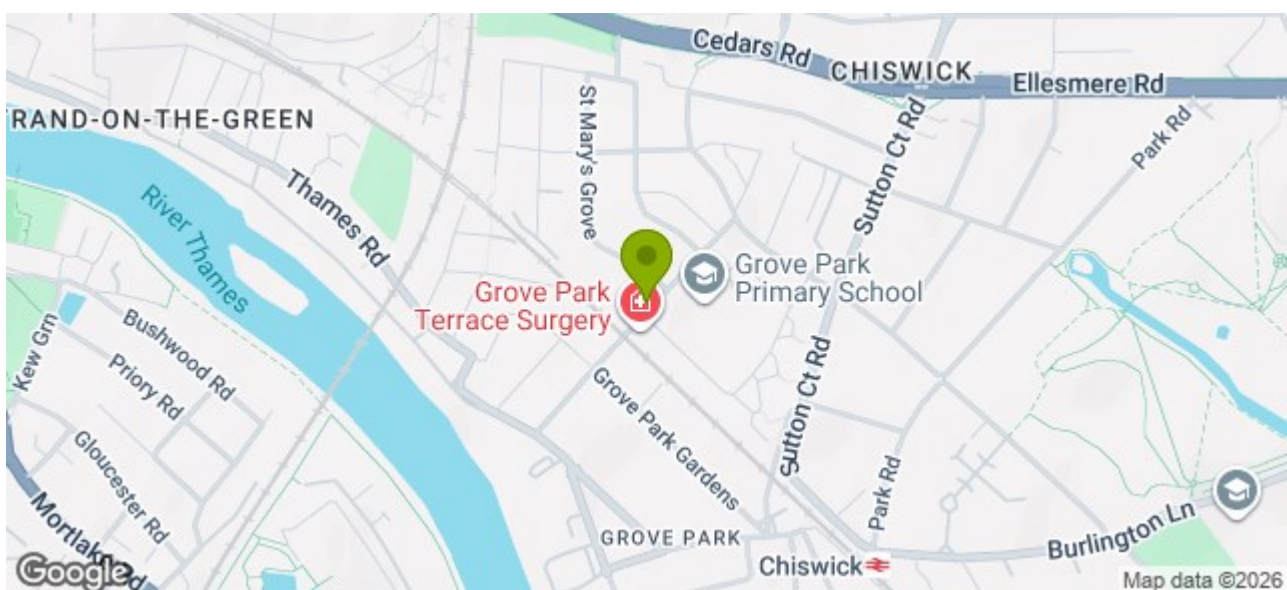 Cedars Rd
CHISWICK
Ellesmere Rd
TRAND-ON-THE-GREEN
St Mary's Grove
Sutton Ct Rd
Park Rd
Thames Rd
River Thames
Grove Park
Primary School
Grove Park
Terrace Surgery
Kew Grn
Bushwood Rd
Priory Rd
Gloucester Rd
Mortlake Rd
Grove Park Gardens
Sutton Ct Rd
Park Rd
GROVE PARK
Chiswick
Burlington Ln
Google
Map data ©2026